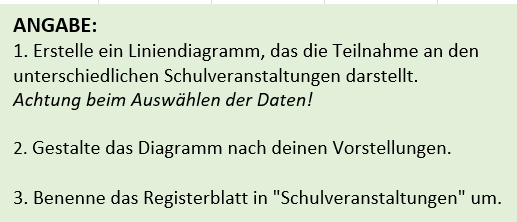 ANGABE:
1. Erstelle ein Liniendiagramm, das die Teilnahme an den
unterschiedlichen Schulveranstaltungen darstellt.
Achtung beim Auswählen der Daten!
2. Gestalte das Diagramm nach deinen Vorstellungen.
3. Benenne das Registerblatt in "Schulveranstaltungen" um.